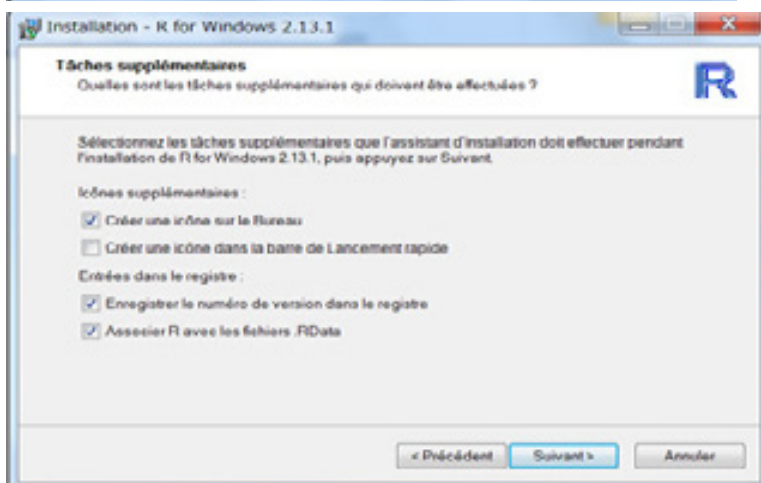 Installation - R for Windows 2.13.1
Tâches supplémentaires
Quelles sont les tâches supplémentaires qui doivent être effectuées ?
R
Sélectionnez les tâches supplémentaires que l'assistant d'installation doit effectuer pendant
l'installation de R for Windows 2.13.1, puis appuyez sur Suivant.
Icônes supplémentaires :
Créer une icône sur le Bureau
Créer une icône dans la barre de Lancement rapide
Entrées dans le registre :
Enregistrer le numéro de version dans le registre
Associer R avec les fichiers .RData
< Précédent
Suivant >
Annuler